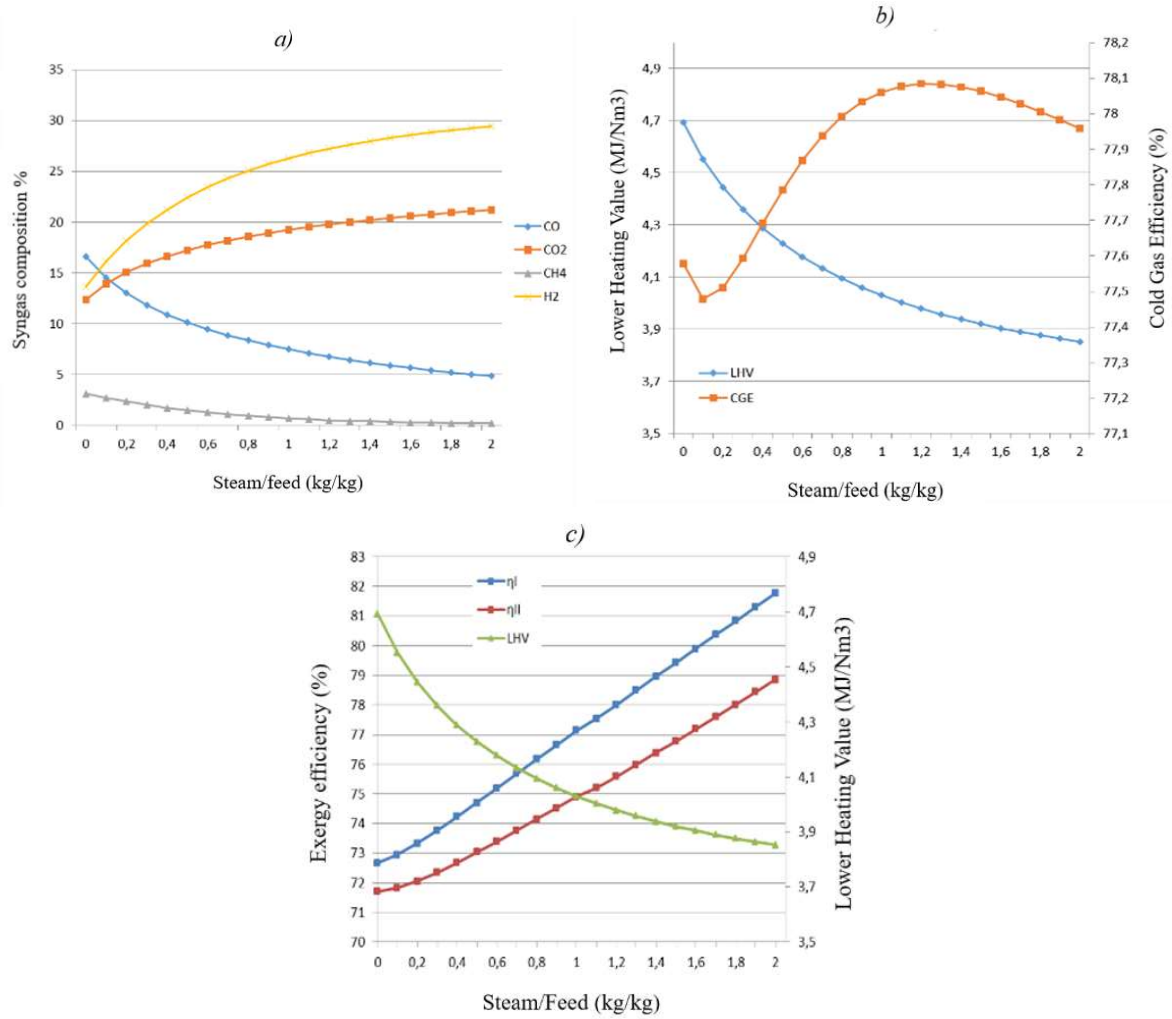 a)
Syngas composition %
35
30
25
20
15
10
5
0
0 0,2 0,4 0,6 0,8 1 1,2 1,4 1,6 1,8 2
Steam/feed (kg/kg)
CO
CO2
CH4
H2
b)
Lower Heating Value (MJ/Nm3)
4,9
4,7
4,5
4,3
4,1
3,9
3,7
3,5
LHV
CGE
0 0,2 0,4 0,6 0,8 1 1,2 1,4 1,6 1,8 2
Steam/feed (kg/kg)
78,2
78,1
78
77,9
77,8
77,7
77,6
77,5
77,4
77,3
77,2
77,1
Cold Gas Efficiency (%)
c)
Exergy efficiency (%)
83
82
81
80
79
78
77
76
75
74
73
72
71
70
ηI
ηII
LHV
0 0,2 0,4 0,6 0,8 1 1,2 1,4 1,6 1,8 2
Steam/Feed (kg/kg)
4,9
4,7
4,5
4,3
4,1
3,9
3,7
3,5
Lower Heating Value (MJ/Nm3)